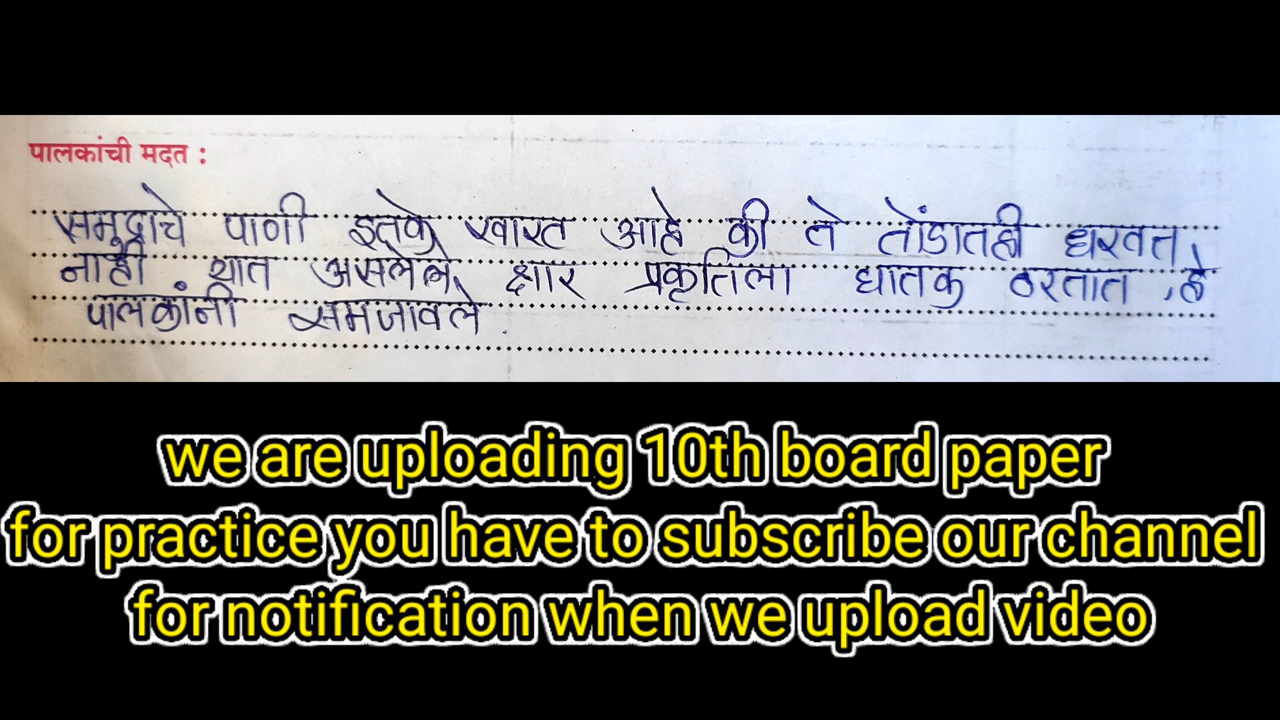 पालकांची मदत :
समुद्राचे पाणी इतके खारट आहे की ते तोंडातही धरवत
नाही . यात असलेले क्षार प्रकृतिला घातक ठरतात , हे
पालकांनी समजावले .
we are uploading 10th board paper
for practice you have to subscribe our channel
for notification when we upload video